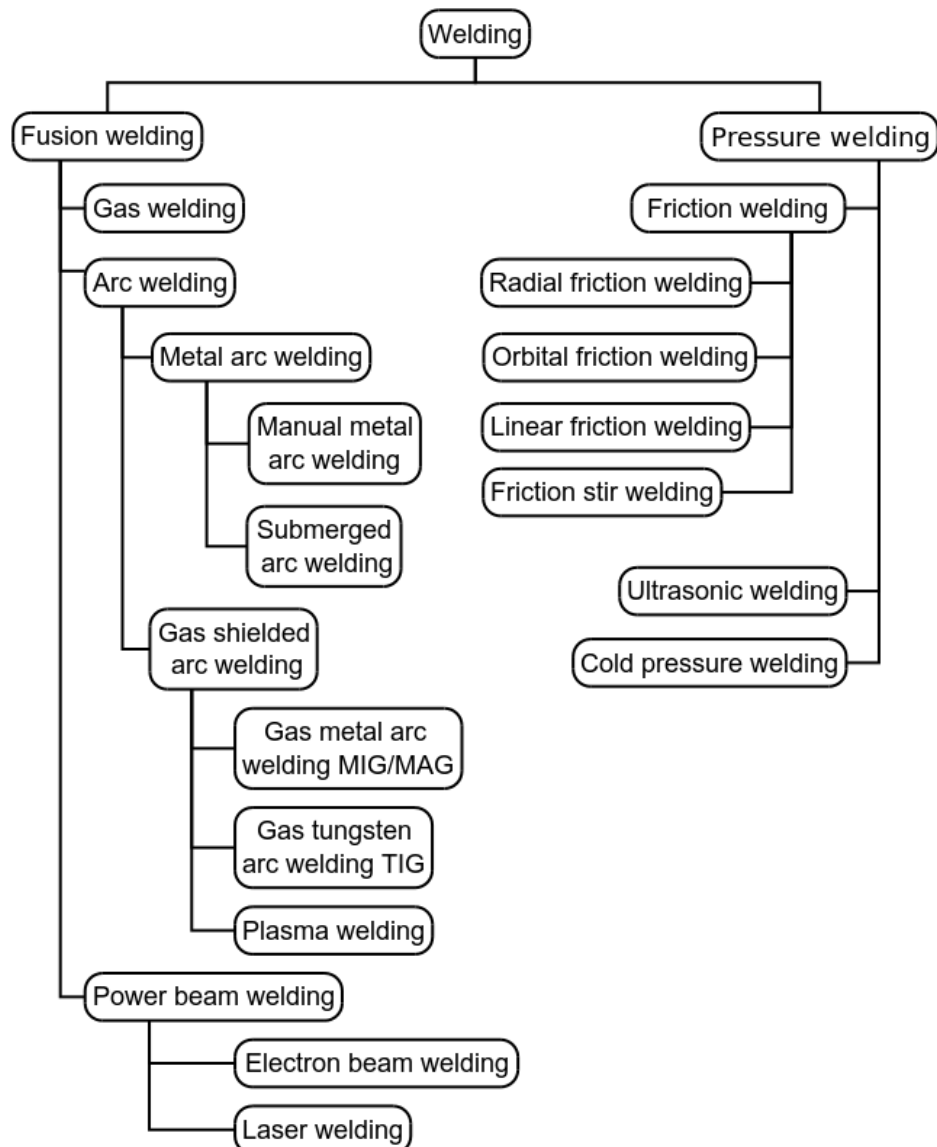 Welding
Fusion welding
Pressure welding
Gas welding
Friction welding
Arc welding
Radial friction welding
Metal arc welding
Orbital friction welding
Manual metal
arc welding
Linear friction welding
Friction stir welding
Submerged
arc welding
Ultrasonic welding
Gas shielded
arc welding
Cold pressure welding
Gas metal arc
welding MIG/MAG
Gas tungsten
arc welding TIG
Plasma welding
Power beam welding
Electron beam welding
Laser welding